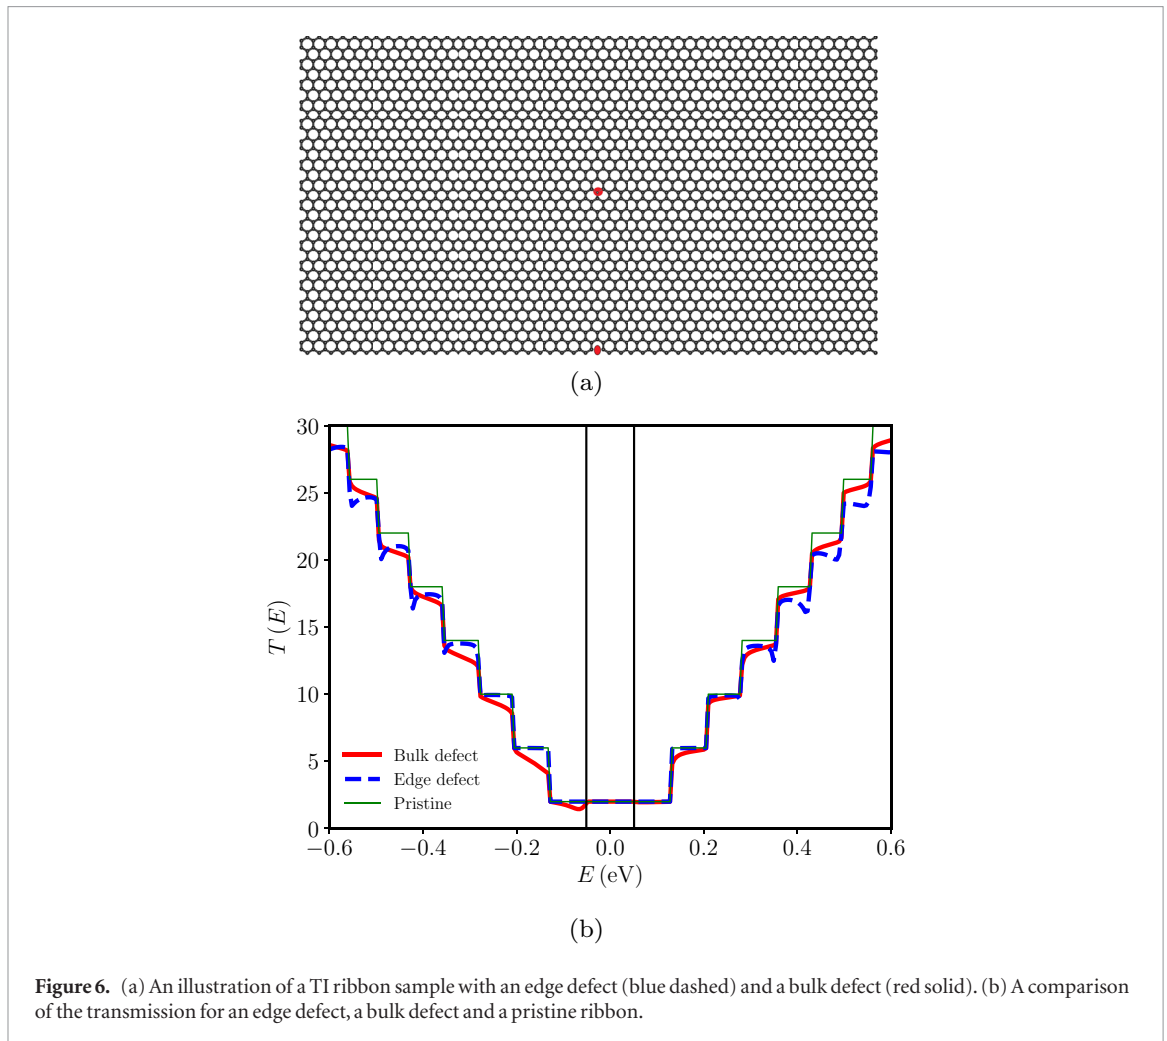 (a)
30
25
20
15
10
5
0
T (E)
Bulk defect
Edge defect
Pristine
−0.6 −0.4 −0.2 0.0 0.2 0.4 0.6
E (eV)
(b)
Figure 6. (a) An illustration of a TI ribbon sample with an edge defect (blue dashed) and a bulk defect (red solid). (b) A comparison
of the transmission for an edge defect, a bulk defect and a pristine ribbon.